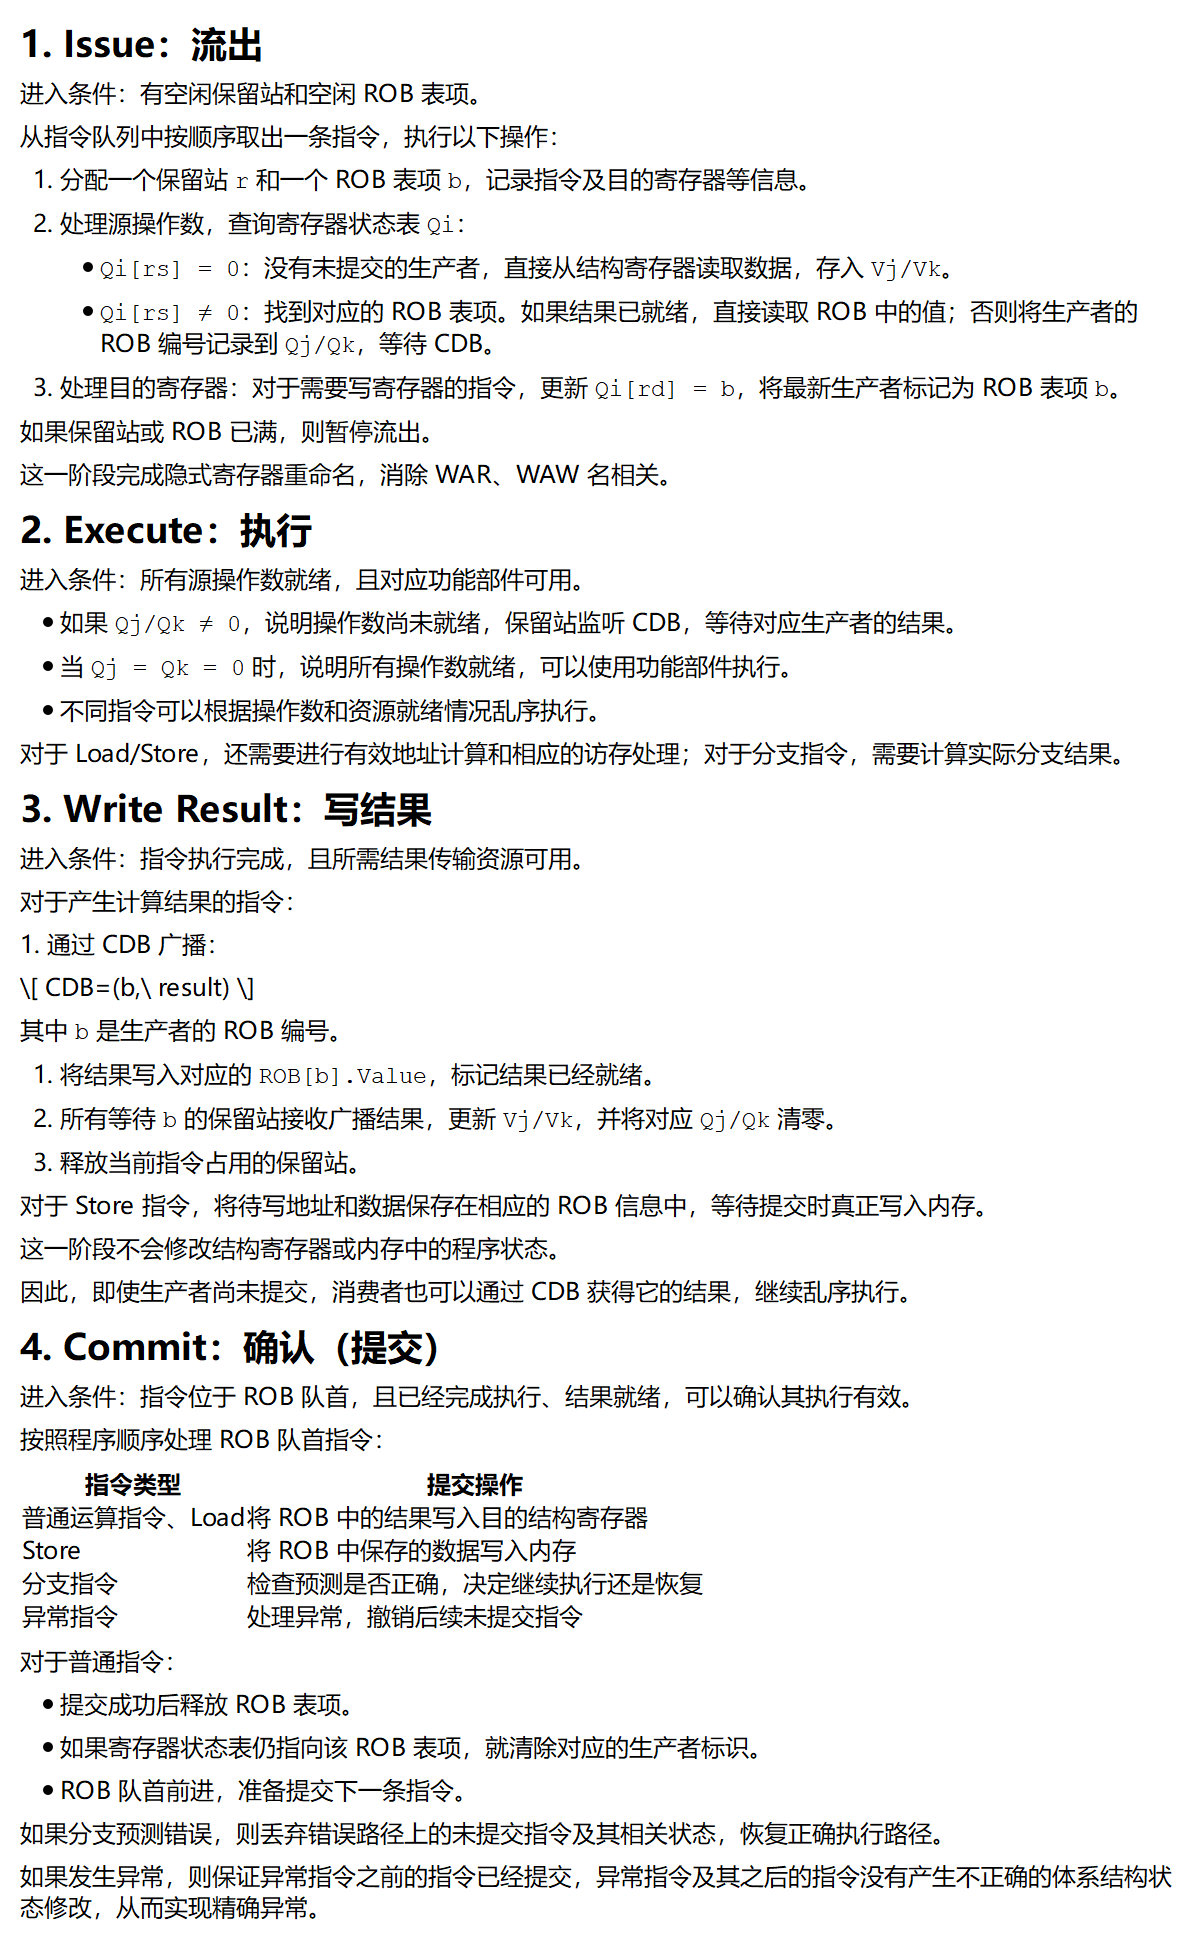 1. Issue：流出
进入条件：有空闲保留站和空闲 ROB 表项。
从指令队列中按顺序取出一条指令，执行以下操作：
1. 分配一个保留站 r 和一个 ROB 表项 b，记录指令及目的寄存器等信息。
2. 处理源操作数，查询寄存器状态表 Qi：
• Qi[rs] = 0：没有未提交的生产者，直接从结构寄存器读取数据，存入 Vj/Vk。
• Qi[rs] ≠ 0：找到对应的 ROB 表项。如果结果已就绪，直接读取 ROB 中的值；否则将生产者的
ROB 编号记录到 Qj/Qk，等待 CDB。
3. 处理目的寄存器：对于需要写寄存器的指令，更新 Qi[rd] = b，将最新生产者标记为 ROB 表项 b。
如果保留站或 ROB 已满，则暂停流出。
这一阶段完成隐式寄存器重命名，消除 WAR、WAW 名相关。
2. Execute：执行
进入条件：所有源操作数就绪，且对应功能部件可用。
• 如果 Qj/Qk ≠ 0，说明操作数尚未就绪，保留站监听 CDB，等待对应生产者的结果。
• 当 Qj = Qk = 0 时，说明所有操作数就绪，可以使用功能部件执行。
• 不同指令可以根据操作数和资源就绪情况乱序执行。
对于 Load/Store，还需要进行有效地址计算和相应的访存处理；对于分支指令，需要计算实际分支结果。
3. Write Result：写结果
进入条件：指令执行完成，且所需结果传输资源可用。
对于产生计算结果的指令：
1. 通过 CDB 广播：
\[ CDB=(b,\ result) \]
其中 b 是生产者的 ROB 编号。
1. 将结果写入对应的 ROB[b].Value，标记结果已经就绪。
2. 所有等待 b 的保留站接收广播结果，更新 Vj/Vk，并将对应 Qj/Qk 清零。
3. 释放当前指令占用的保留站。
对于 Store 指令，将待写地址和数据保存在相应的 ROB 信息中，等待提交时真正写入内存。
这一阶段不会修改结构寄存器或内存中的程序状态。
因此，即使生产者尚未提交，消费者也可以通过 CDB 获得它的结果，继续乱序执行。
4. Commit：确认（提交）
进入条件：指令位于 ROB 队首，且已经完成执行、结果就绪，可以确认其执行有效。
按照程序顺序处理 ROB 队首指令：
指令类型 提交操作
普通运算指令、Load 将 ROB 中的结果写入目的结构寄存器
Store 将 ROB 中保存的数据写入内存
分支指令 检查预测是否正确，决定继续执行还是恢复
异常指令 处理异常，撤销后续未提交指令
对于普通指令：
• 提交成功后释放 ROB 表项。
• 如果寄存器状态表仍指向该 ROB 表项，就清除对应的生产者标识。
• ROB 队首前进，准备提交下一条指令。
如果分支预测错误，则丢弃错误路径上的未提交指令及其相关状态，恢复正确执行路径。
如果发生异常，则保证异常指令之前的指令已经提交，异常指令及其之后的指令没有产生不正确的体系结构状
态修改，从而实现精确异常。